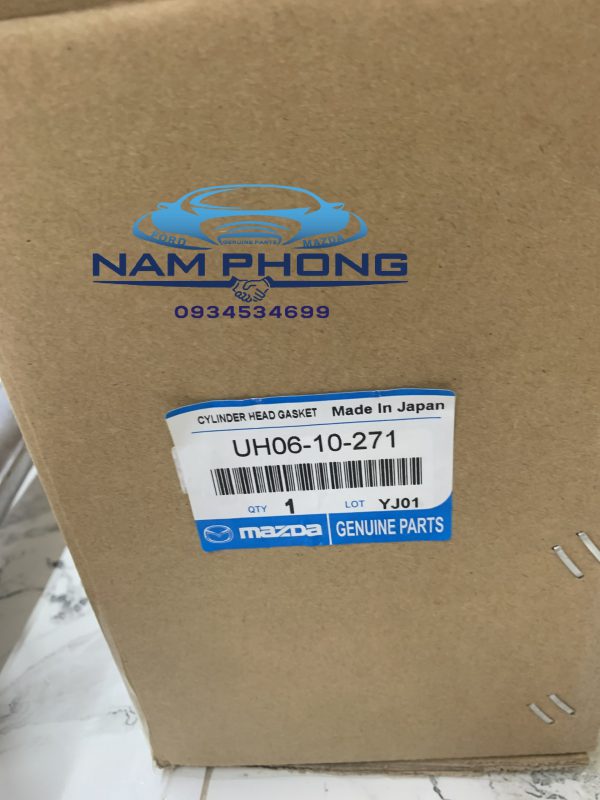 FORD GENUINE PARTS MAZDA
NAM PHONG
0934534699
CYLINDER HEAD GASKET Made In Japan
UH06-10-271
QTY 1 LOT YJ01
mazda GENUINE PARTS